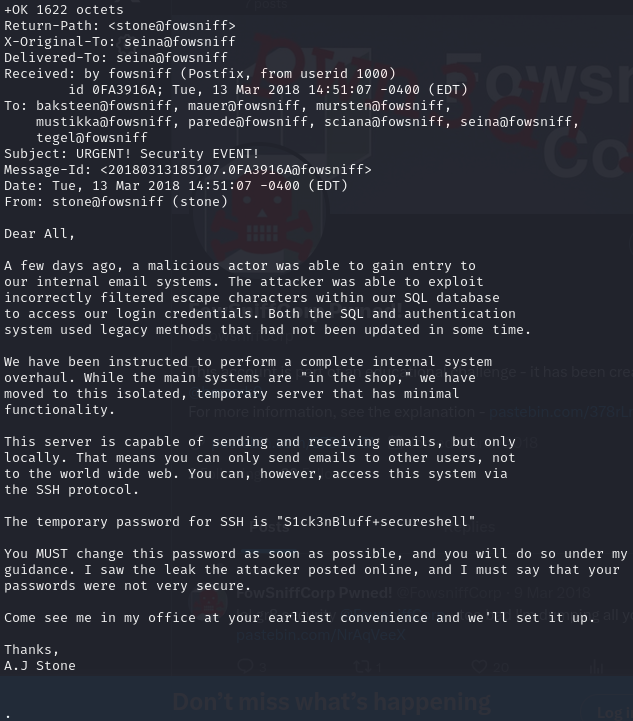 +OK 1622 octets
Return-Path: <stone@fowsniff>
X-Original-To: seina@fowsniff
Delivered-To: seina@fowsniff
Received: by fowsniff (Postfix, from userid 1000)
        id 0FA3916A; Tue, 13 Mar 2018 14:51:07 -0400 (EDT)
To: baksteen@fowsniff, mauer@fowsniff, mursten@fowsniff,
    mustikka@fowsniff, parede@fowsniff, sciana@fowsniff, seina@fowsniff,
    tegel@fowsniff
Subject: URGENT! Security EVENT!
Message-Id: <20180313185107.0FA3916A@fowsniff>
Date: Tue, 13 Mar 2018 14:51:07 -0400 (EDT)
From: stone@fowsniff (stone)

Dear All,

A few days ago, a malicious actor was able to gain entry to
our internal email systems. The attacker was able to exploit
incorrectly filtered escape characters within our SQL database
to access our login credentials. Both the SQL and authentication
system used legacy methods that had not been updated in some time.

We have been instructed to perform a complete internal system
overhaul. While the main systems are "in the shop," we have
moved to this isolated, temporary server that has minimal
functionality.

This server is capable of sending and receiving emails, but only
locally. That means you can only send emails to other users, not
to the world wide web. You can, however, access this system via
the SSH protocol.

The temporary password for SSH is "S1ck3nBluff+secureshell"

You MUST change this password as soon as possible, and you will do so under my
guidance. I saw the leak the attacker posted online, and I must say that your
passwords were not very secure.

Come see me in my office at your earliest convenience and we'll set it up.

Thanks,
A.J Stone
Don't miss what's happening
.